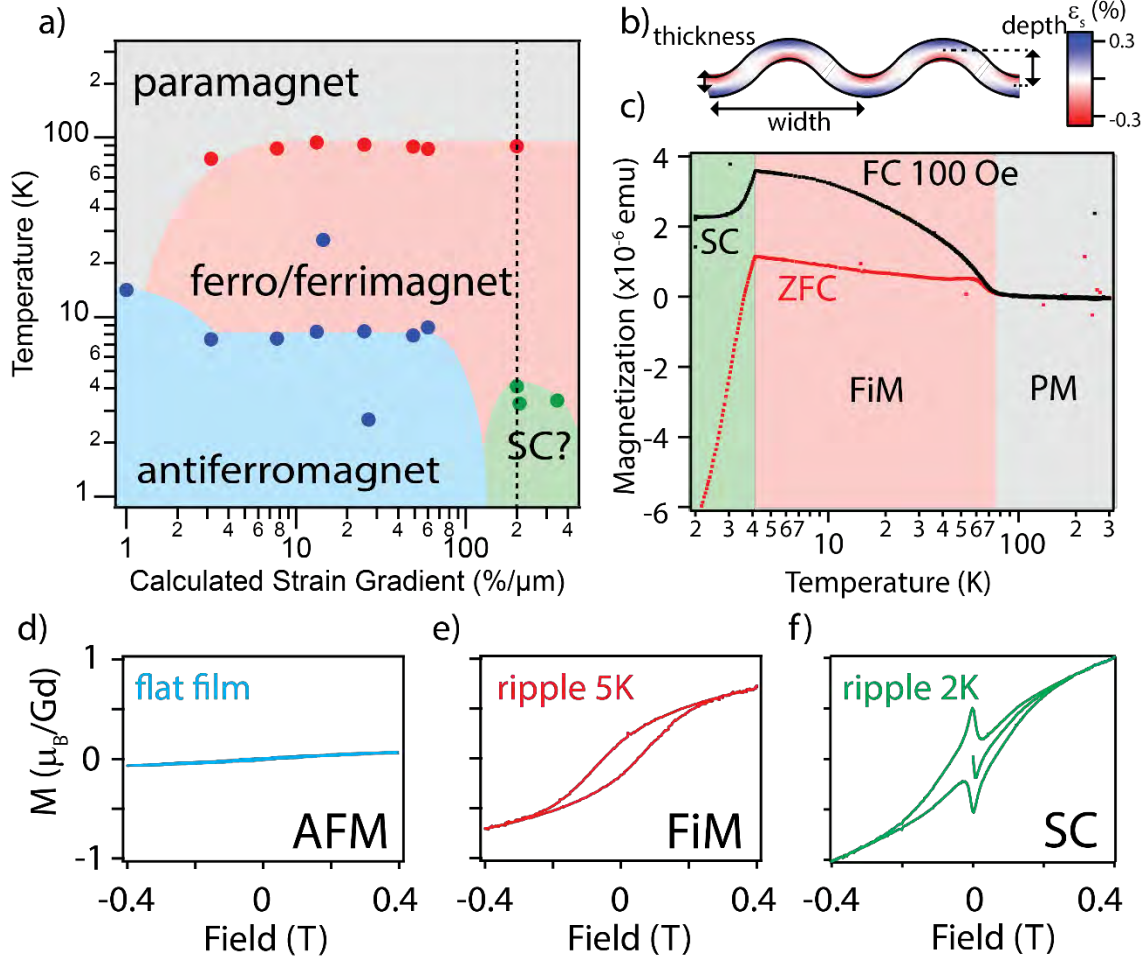 a)
paramagnet
ferro/ferrimagnet
antiferromagnet
SC?
Temperature (K)
2
100
8
6
4
2
10
8
6
4
2
1
1
2
4
6
8
10
2
4
6
8
100
2
4
Calculated Strain Gradient (%/µm)
b)
thickness
depth
width
εs (%)
0.3
-0.3
c)
FC 100 Oe
SC
ZFC
FiM
PM
Magnetization (x10-6 emu)
4
2
0
-2
-4
-6
2
3
4
5
6
7
10
2
3
4
5
6
7
100
2
3
Temperature (K)
d)
flat film
AFM
M (μB/Gd)
1
0
-1
-0.4
0
0.4
Field (T)
e)
ripple 5K
FiM
-0.4
0
0.4
Field (T)
f)
ripple 2K
SC
-0.4
0
0.4
Field (T)